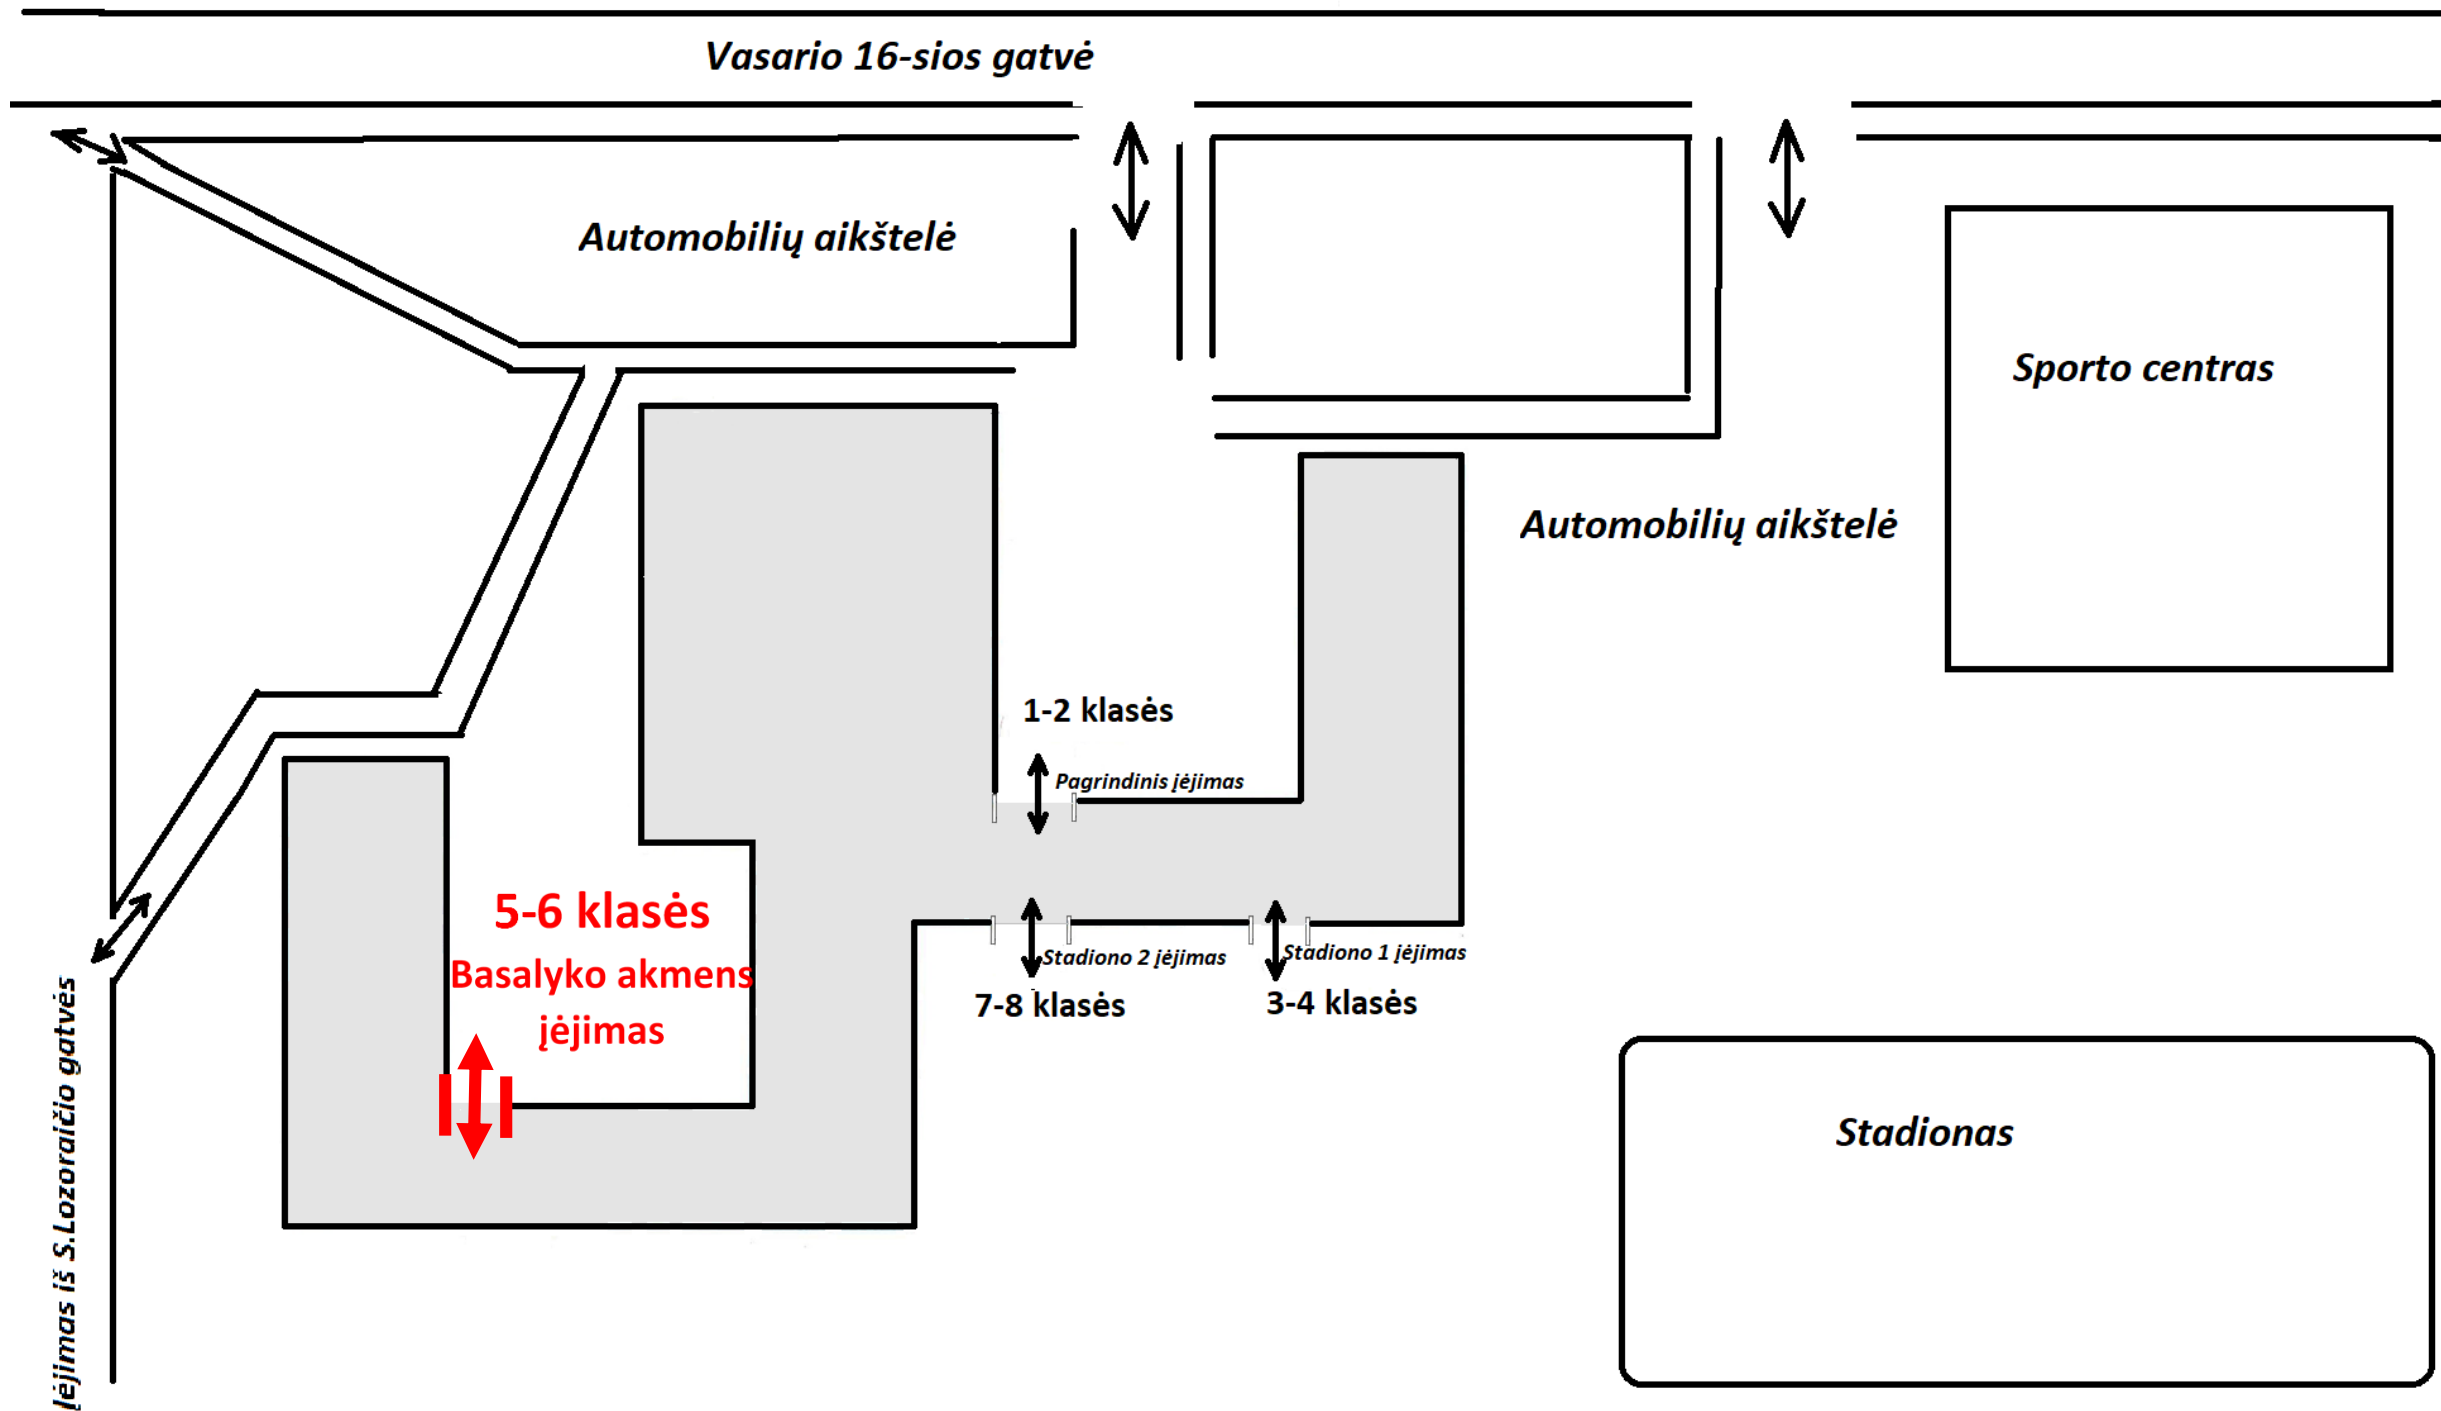 Vasario 16-sios gatvė
Automobilių aikštelė
Sporto centras
Automobilių aikštelė
1-2 klasės
Pagrindinis įėjimas
5-6 klasės
Basalyko akmens
įėjimas
Stadiono 2 įėjimas
7-8 klasės
Stadiono 1 įėjimas
3-4 klasės
Stadionas
Įėjimas iš S.Lozoraičio gatvės